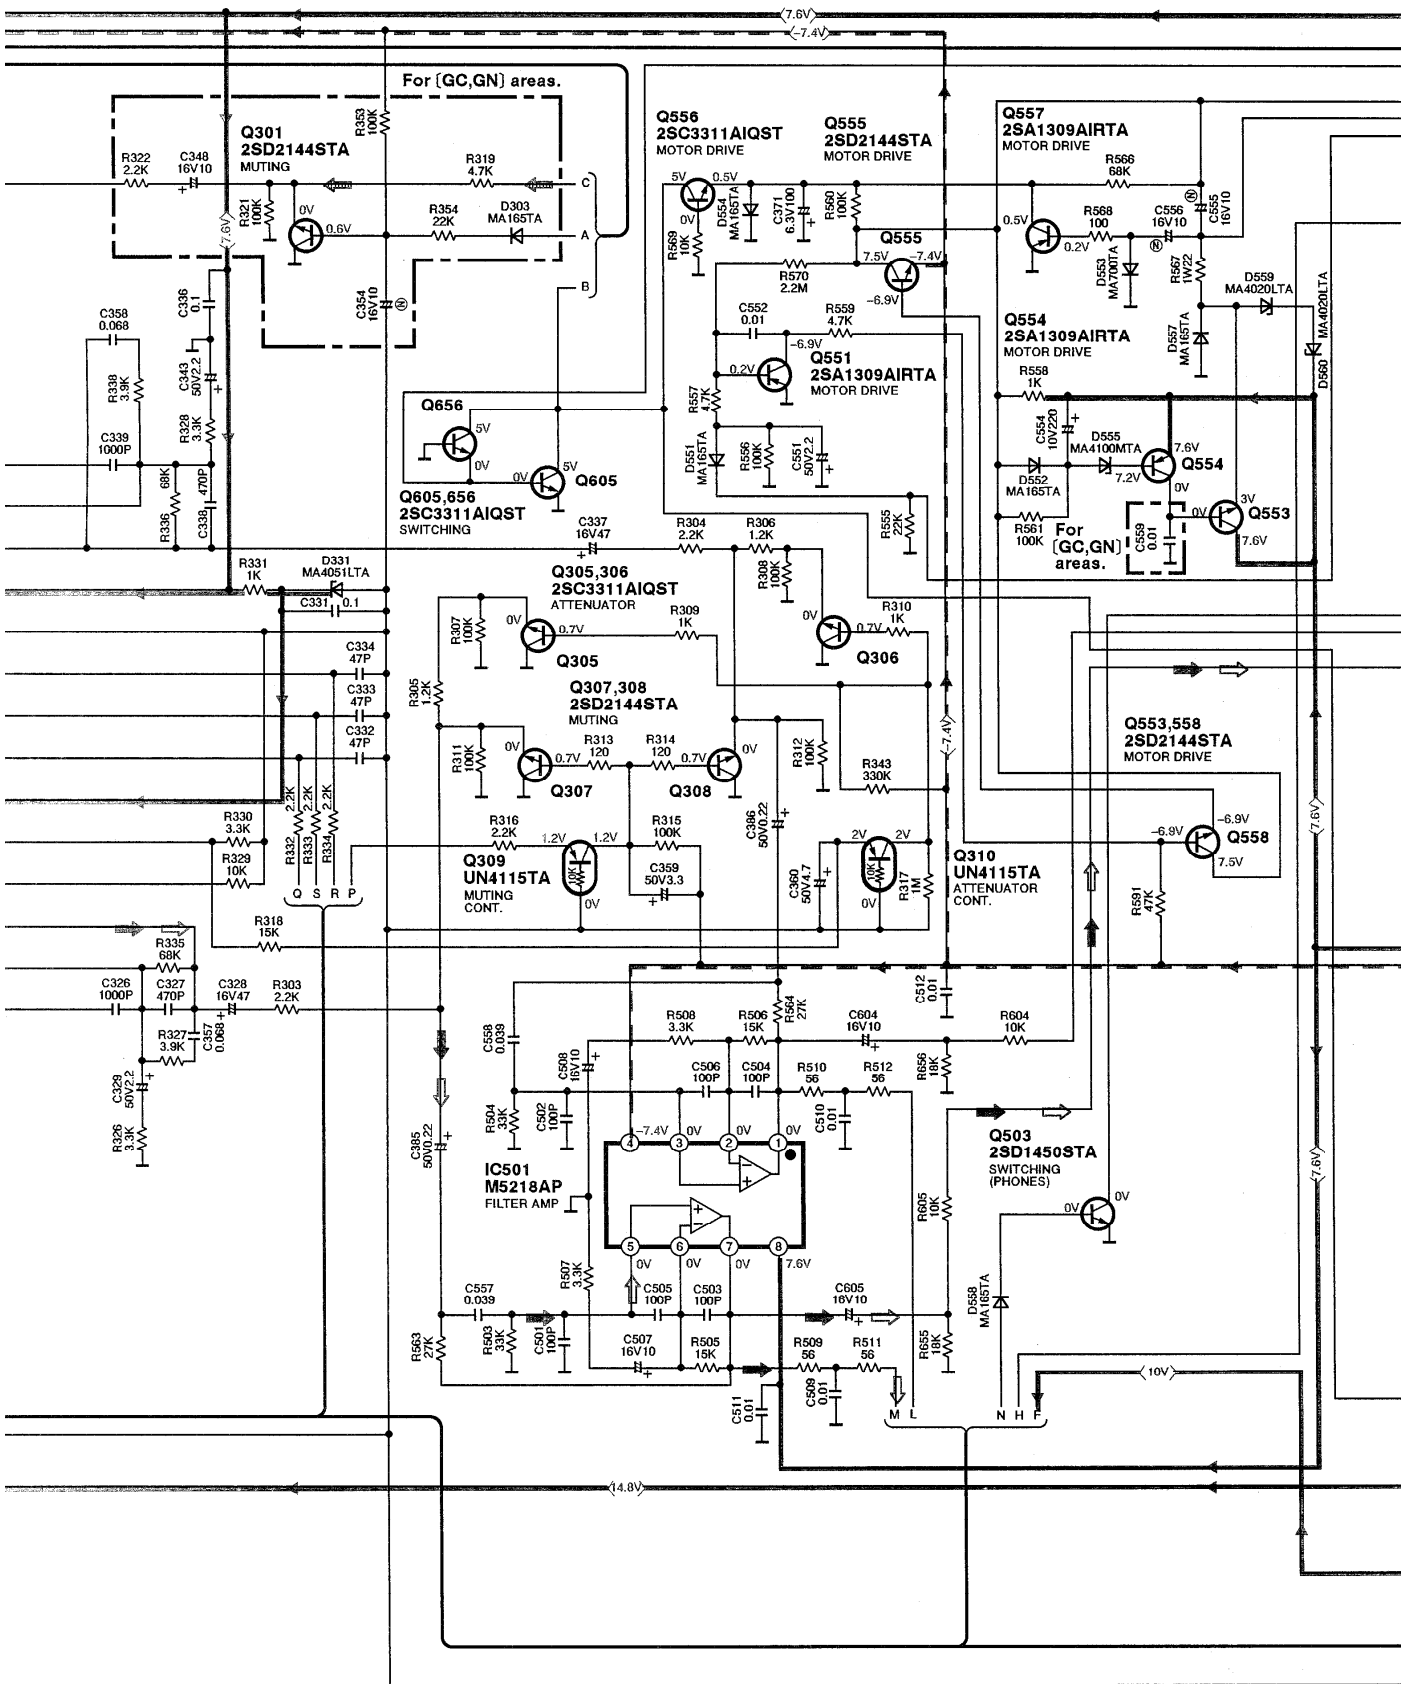 7.6V
-7.4V
For [GC,GN] areas.
Q301
2SD2144STA
MUTING
R353
100K
R322
2.2K
C348
16V10
+
R321
100K
0V
0.6V
R319
4.7K
R354
22K
D303
MA165TA
C
A
B
7.6V
C336
0.1
C354
16V10
N
C358
0.068
R338
3.9K
C343
50V2.2
+
R328
3.3K
C339
1000P
68K
R336
470P
C338
Q556
2SC3311AIQST
MOTOR DRIVE
Q555
2SD2144STA
MOTOR DRIVE
Q557
2SA1309AIRTA
MOTOR DRIVE
5V
0.5V
0V
R569
10K
D554
MA165TA
C371
6.3V100
+
R560
100K
Q555
7.5V
-7.4V
-6.9V
R570
2.2M
C552
0.01
R559
4.7K
-6.9V
0.2V
Q551
2SA1309AIRTA
MOTOR DRIVE
R557
4.7K
D551
MA165TA
R556
100K
C551
50V2.2
+
R555
22K
R566
68K
N
C555
16V10
0.5V
0.2V
R568
100
C556
16V10
N
D553
MA700TA
R567
1W22
D559
MA4020LTA
MA4020LTA
D560
D557
MA165TA
Q554
2SA1309AIRTA
MOTOR DRIVE
R558
1K
C554
10V220
+
D555
MA4100MTA
7.6V
Q554
7.2V
0V
D552
MA165TA
R561
100K
For
[GC,GN]
areas.
C559
0.01
0V
3V
Q553
7.6V
Q656
5V
0V
0V
5V
Q605
Q605,656
2SC3311AIQST
SWITCHING
C337
16V47
+
R304
2.2K
R306
1.2K
R308
100K
R331
1K
D331
MA4051LTA
C331
0.1
Q305,306
2SC3311AIQST
ATTENUATOR
R307
100K
0V
0.7V
Q305
R309
1K
0V
0.7V
R310
1K
Q306
C334
47P
C333
47P
C332
47P
R305
1.2K
Q307,308
2SD2144STA
MUTING
R311
100K
0V
0.7V
R313
120
R314
120
0.7V
0V
Q307
Q308
R312
100K
R343
330K
-7.4V
Q553,558
2SD2144STA
MOTOR DRIVE
-6.9V
-6.9V
Q558
7.5V
7.6V
R591
47K
R330
3.3K
R329
10K
R332
2.2K
R333
2.2K
R334
2.2K
Q
S
R
P
R316
2.2K
1.2V
1.2V
10K
0V
Q309
UN4115TA
MUTING
CONT.
R315
100K
C359
50V3.3
+
C386
50V0.22
+
C360
50V4.7
+
2V
2V
10K
0V
R317
1M
Q310
UN4115TA
ATTENUATOR
CONT.
R318
15K
R335
68K
C326
1000P
C327
470P
C328
16V47
+
R303
2.2K
R327
3.9K
C357
0.068
C329
50V2.2
+
R326
3.3K
C385
50V0.22
+
C558
0.039
C508
16V10
+
R508
3.3K
R506
15K
R564
27K
C604
16V10
+
C512
0.01
R604
10K
R656
18K
C506
100P
C504
100P
R510
56
R512
56
R504
33K
C502
100P
C510
0.01
4
-7.4V
3
0V
2
0V
1
0V
IC501
M5218AP
FILTER AMP
−
+
+
−
5
0V
6
0V
7
0V
8
7.6V
Q503
2SD1450STA
SWITCHING
(PHONES)
0V
0V
7.6V
R605
10K
R507
3.3K
D558
MA165TA
C557
0.039
C505
100P
C503
100P
C605
16V10
+
R563
27K
R503
33K
C501
100P
C507
16V10
+
R505
15K
R509
56
R511
56
R655
18K
C511
0.01
C509
0.01
M
L
N
H
F
10V
14.8V